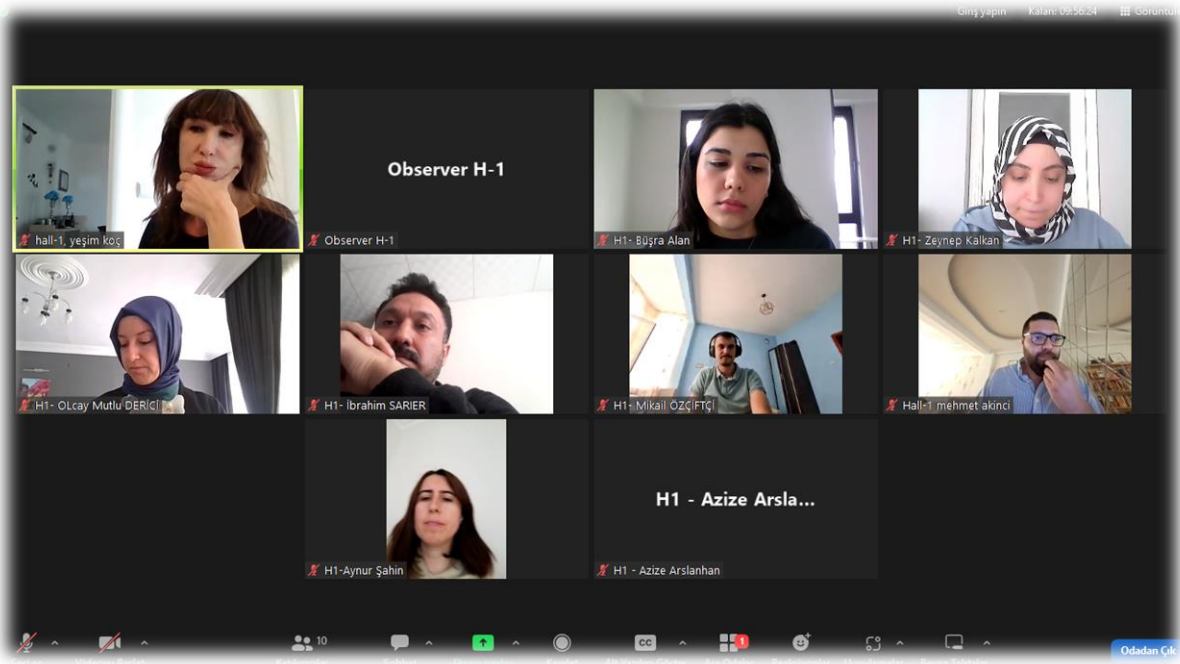 Giriş yapın
Kalan: 09:56:24
hall-1, yeşim koç
Observer H-1
Observer H-1
H1- Büşra Alan
H1- Zeynep Kalkan
H1- OLcay Mutlu DERİCİ
H1- İbrahim SARIER
H1- Mikail ÖZÇİFTÇİ
Hall-1 mehmet akinci
H1-Aynur Şahin
H1 - Azize Arsla...
H1 - Azize Arslanhan
10
CC
1
Odadan Çık